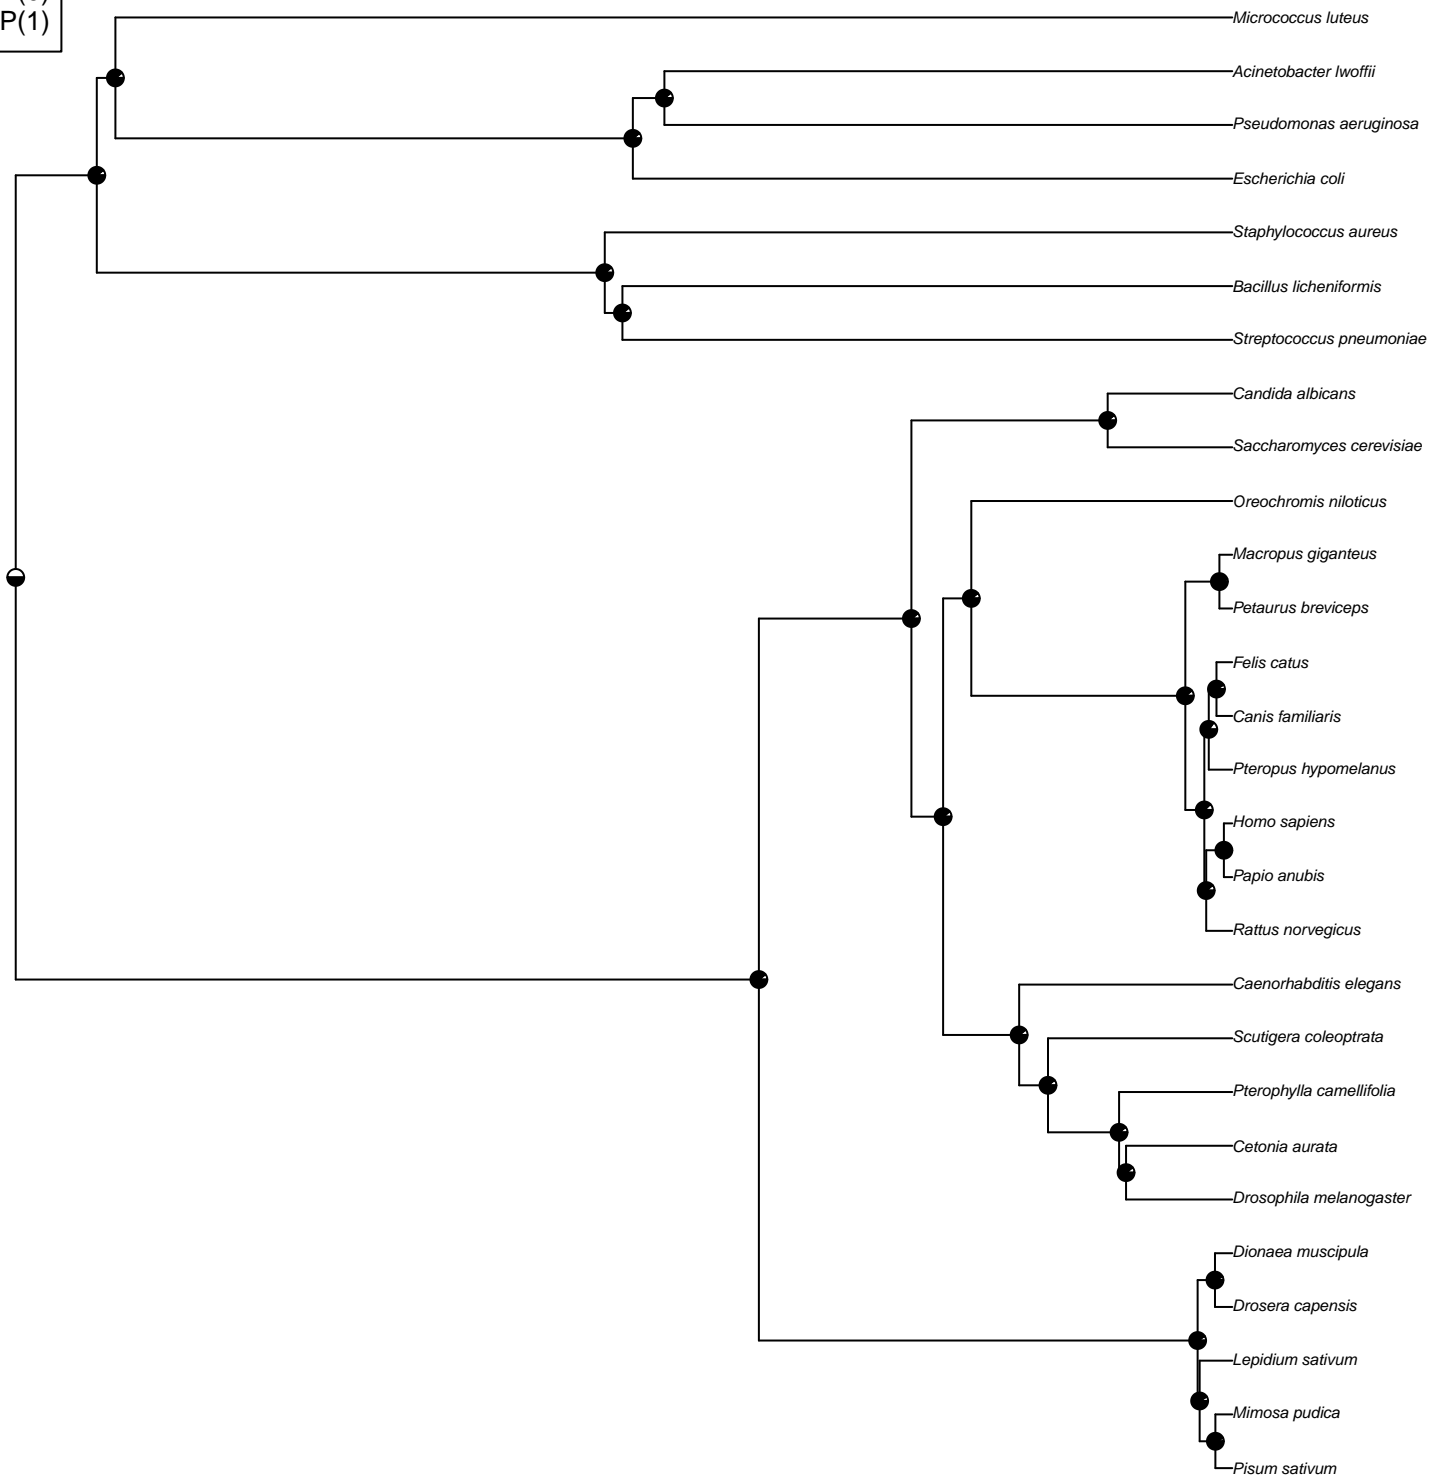 P(1)
Micrococcus luteus
Acinetobacter lwoffii
Pseudomonas aeruginosa
Escherichia coli
Staphylococcus aureus
Bacillus licheniformis
Streptococcus pneumoniae
Candida albicans
Saccharomyces cerevisiae
Oreochromis niloticus
Macropus giganteus
Petaurus breviceps
Felis catus
Canis familiaris
Pteropus hypomelanus
Homo sapiens
Papio anubis
Rattus norvegicus
Caenorhabditis elegans
Scutigera coleoptrata
Pterophylla camellifolia
Cetonia aurata
Drosophila melanogaster
Dionaea muscipula
Drosera capensis
Lepidium sativum
Mimosa pudica
Pisum sativum